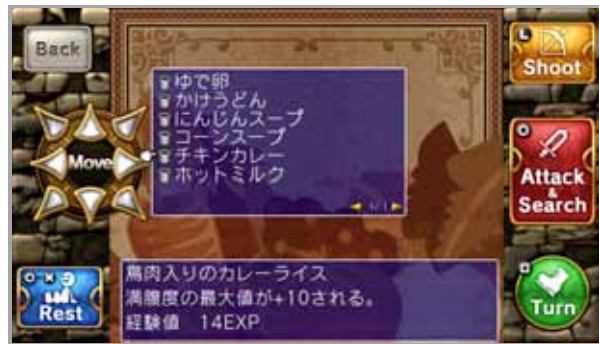 Back
L
Shoot
ゆで卵
かけうどん
にんじんスープ
コーンスープ
チキンカレー
ホットミルク
1/1
Move
Attack
&
Search
Rest
Turn
鳥肉入りのカレーライス
満腹度の最大値が+10される。
経験値 14EXP